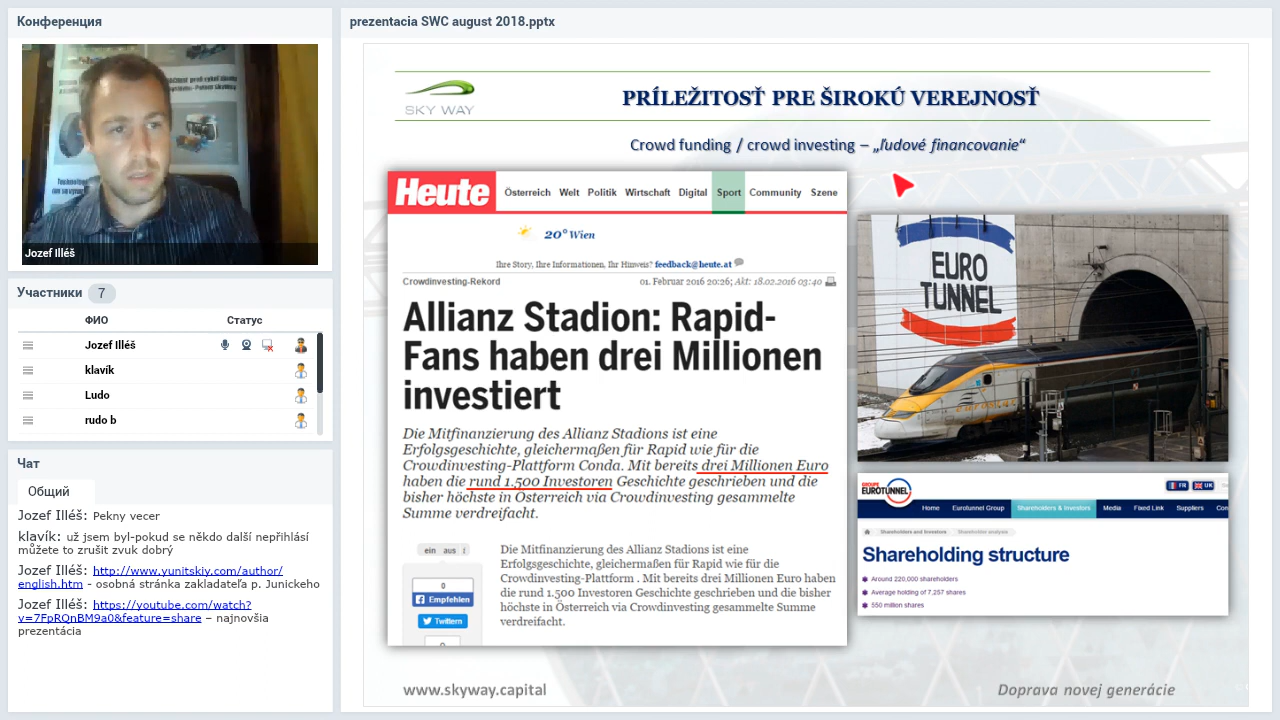 Конференция
Jozef Illéš
Участники 7
ФИО Статус
Jozef Illéš
klavík
Ludo
rudo b
Чат
Общий
Jozef Illéš: Pekny vecer
klavík: už jsem byl-pokud se někdo další nepřihlásí
můžete to zrušit zvuk dobrý
Jozef Illéš: http://www.yunitskiy.com/author/
english.htm - osobná stránka zakladateľa p. Junickeho
Jozef Illéš: https://youtube.com/watch?
v=7FpRQnBM9a0&feature=share – najnovšia
prezentácia
prezentacia SWC august 2018.pptx
SKY WAY
PRÍLEŽITOSŤ PRE ŠIROKÚ VEREJNOSŤ
Crowd funding / crowd investing – „ľudové financovanie“
Heute
Österreich Welt Politik Wirtschaft Digital Sport Community Szene
20° Wien
Ihre Story, Ihre Informationen, Ihr Hinweis? feedback@heute.at
Crowdinvesting-Rekord 01. Februar 2016 20:26; Akt: 18.02.2016 03:40
Allianz Stadion: Rapid-
Fans haben drei Millionen
investiert
Die Mitfinanzierung des Allianz Stadions ist eine
Erfolgsgeschichte, gleichermaßen für Rapid wie für die
Crowdinvesting-Plattform Conda. Mit bereits drei Millionen Euro
haben die rund 1.500 Investoren Geschichte geschrieben und die
bisher höchste in Österreich via Crowdinvesting gesammelte
Summe verdreifacht.
ein aus
0
Empfehlen
Twittern
0
Die Mitfinanzierung des Allianz Stadions ist eine
Erfolgsgeschichte, gleichermaßen für Rapid wie für die
Crowdinvesting-Plattform . Mit bereits drei Millionen Euro haben
die rund 1.500 Investoren Geschichte geschrieben und die bisher
höchste in Österreich via Crowdinvesting gesammelte Summe
verdreifacht.
EURO
TUNNEL
eurostar
GROUPE
EUROTUNNEL
FR UK
Home Eurotunnel Group Shareholders & Investors Media Fixed Link Suppliers Con
Shareholders and Investors Shareholder analysis
Shareholding structure
Around 220,000 shareholders
Average holding of 7,257 shares
550 million shares
www.skyway.capital
Doprava novej generácie